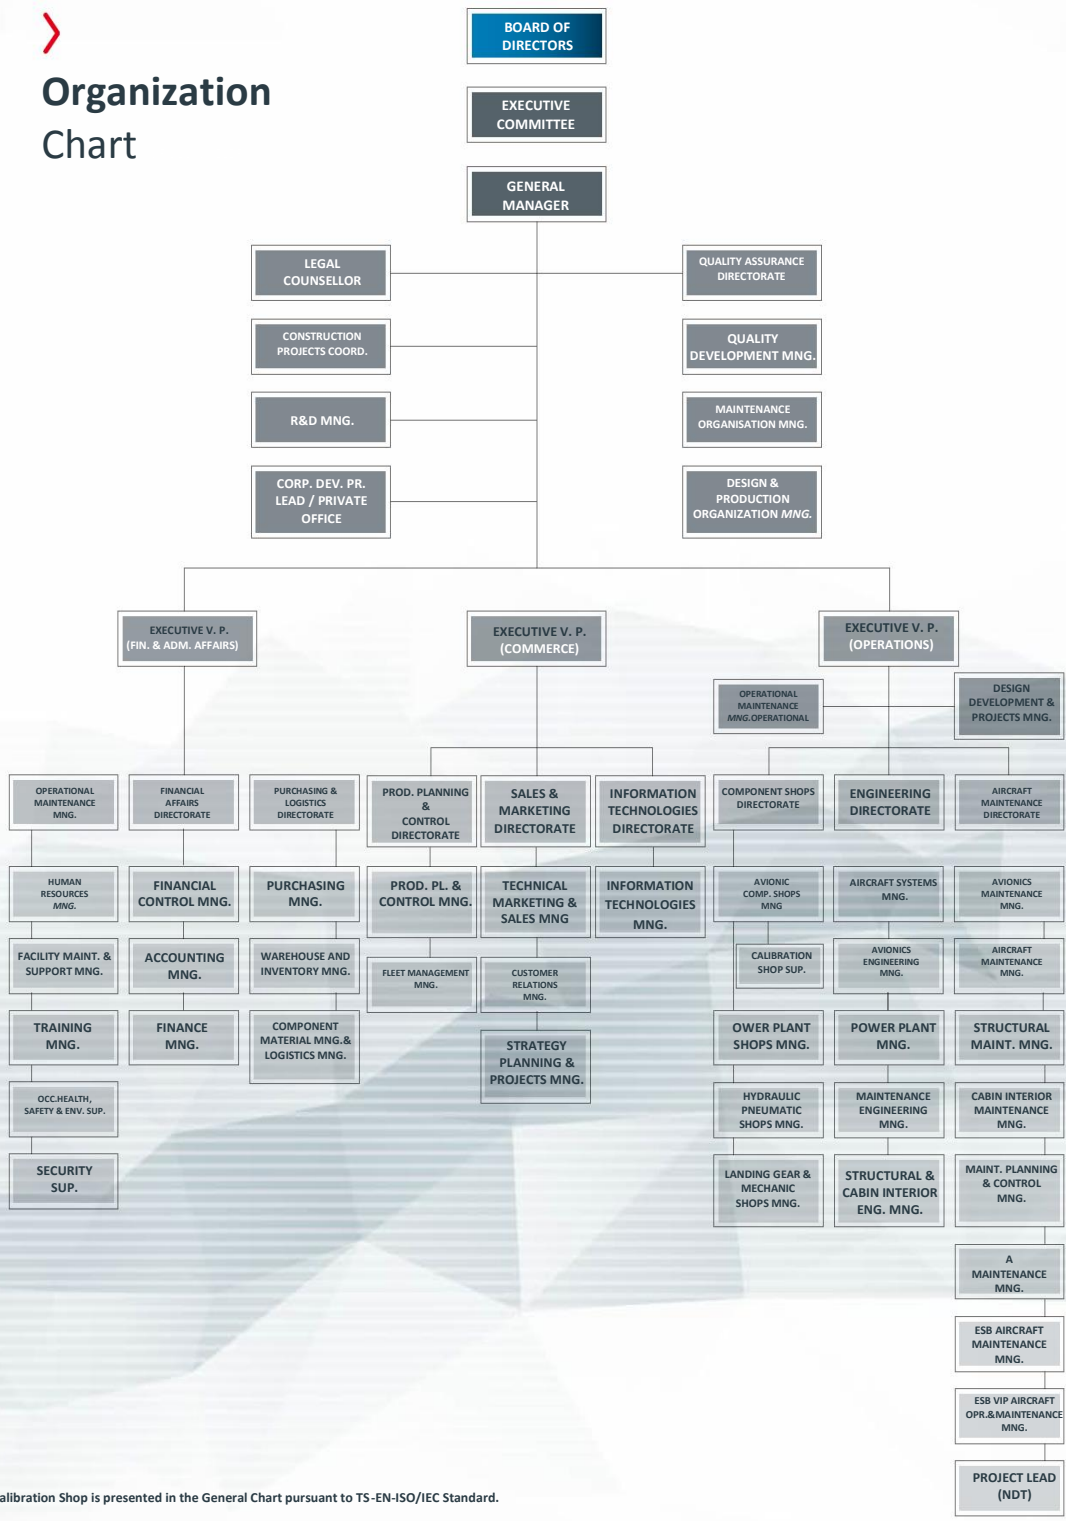 Organization
Chart
BOARD OF
DIRECTORS
EXECUTIVE
COMMITTEE
GENERAL
MANAGER
LEGAL
COUNSELLOR
QUALITY ASSURANCE
DIRECTORATE
CONSTRUCTION
PROJECTS COORD.
QUALITY
DEVELOPMENT MNG.
R&D MNG.
MAINTENANCE
ORGANISATION MNG.
CORP. DEV. PR.
LEAD / PRIVATE
OFFICE
DESIGN &
PRODUCTION
ORGANIZATION MNG.
EXECUTIVE V. P.
(FIN. & ADM. AFFAIRS)
EXECUTIVE V. P.
(COMMERCE)
EXECUTIVE V. P.
(OPERATIONS)
OPERATIONAL
MAINTENANCE
MNG.OPERATIONAL
DESIGN
DEVELOPMENT &
PROJECTS MNG.
OPERATIONAL
MAINTENANCE
MNG.
FINANCIAL
AFFAIRS
DIRECTORATE
PURCHASING &
LOGISTICS
DIRECTORATE
PROD. PLANNING
&
CONTROL
DIRECTORATE
SALES &
MARKETING
DIRECTORATE
INFORMATION
TECHNOLOGIES
DIRECTORATE
COMPONENT SHOPS
DIRECTORATE
ENGINEERING
DIRECTORATE
AIRCRAFT
MAINTENANCE
DIRECTORATE
HUMAN
RESOURCES
MNG.
FINANCIAL
CONTROL MNG.
PURCHASING
MNG.
PROD. PL. &
CONTROL MNG.
TECHNICAL
MARKETING &
SALES MNG
INFORMATION
TECHNOLOGIES
MNG.
AVIONIC
COMP. SHOPS
MNG
AIRCRAFT SYSTEMS
MNG.
AVIONICS
MAINTENANCE
MNG.
FACILITY MAINT. &
SUPPORT MNG.
ACCOUNTING
MNG.
WAREHOUSE AND
INVENTORY MNG.
FLEET MANAGEMENT
MNG.
CUSTOMER
RELATIONS
MNG.
CALIBRATION
SHOP SUP.
AVIONICS
ENGINEERING
MNG.
AIRCRAFT
MAINTENANCE
MNG.
TRAINING
MNG.
FINANCE
MNG.
COMPONENT
MATERIAL MNG.&
LOGISTICS MNG.
STRATEGY
PLANNING &
PROJECTS MNG.
OWER PLANT
SHOPS MNG.
POWER PLANT
MNG.
STRUCTURAL
MAINT. MNG.
OCC.HEALTH,
SAFETY & ENV. SUP.
HYDRAULIC
PNEUMATIC
SHOPS MNG.
MAINTENANCE
ENGINEERING
MNG.
CABIN INTERIOR
MAINTENANCE
MNG.
SECURITY
SUP.
LANDING GEAR &
MECHANIC
SHOPS MNG.
STRUCTURAL &
CABIN INTERIOR
ENG. MNG.
MAINT. PLANNING
& CONTROL
MNG.
A
MAINTENANCE
MNG.
ESB AIRCRAFT
MAINTENANCE
MNG.
ESB VIP AIRCRAFT
OPR.&MAINTENANCE
MNG.
PROJECT LEAD
(NDT)
alibration Shop is presented in the General Chart pursuant to TS-EN-ISO/IEC Standard.